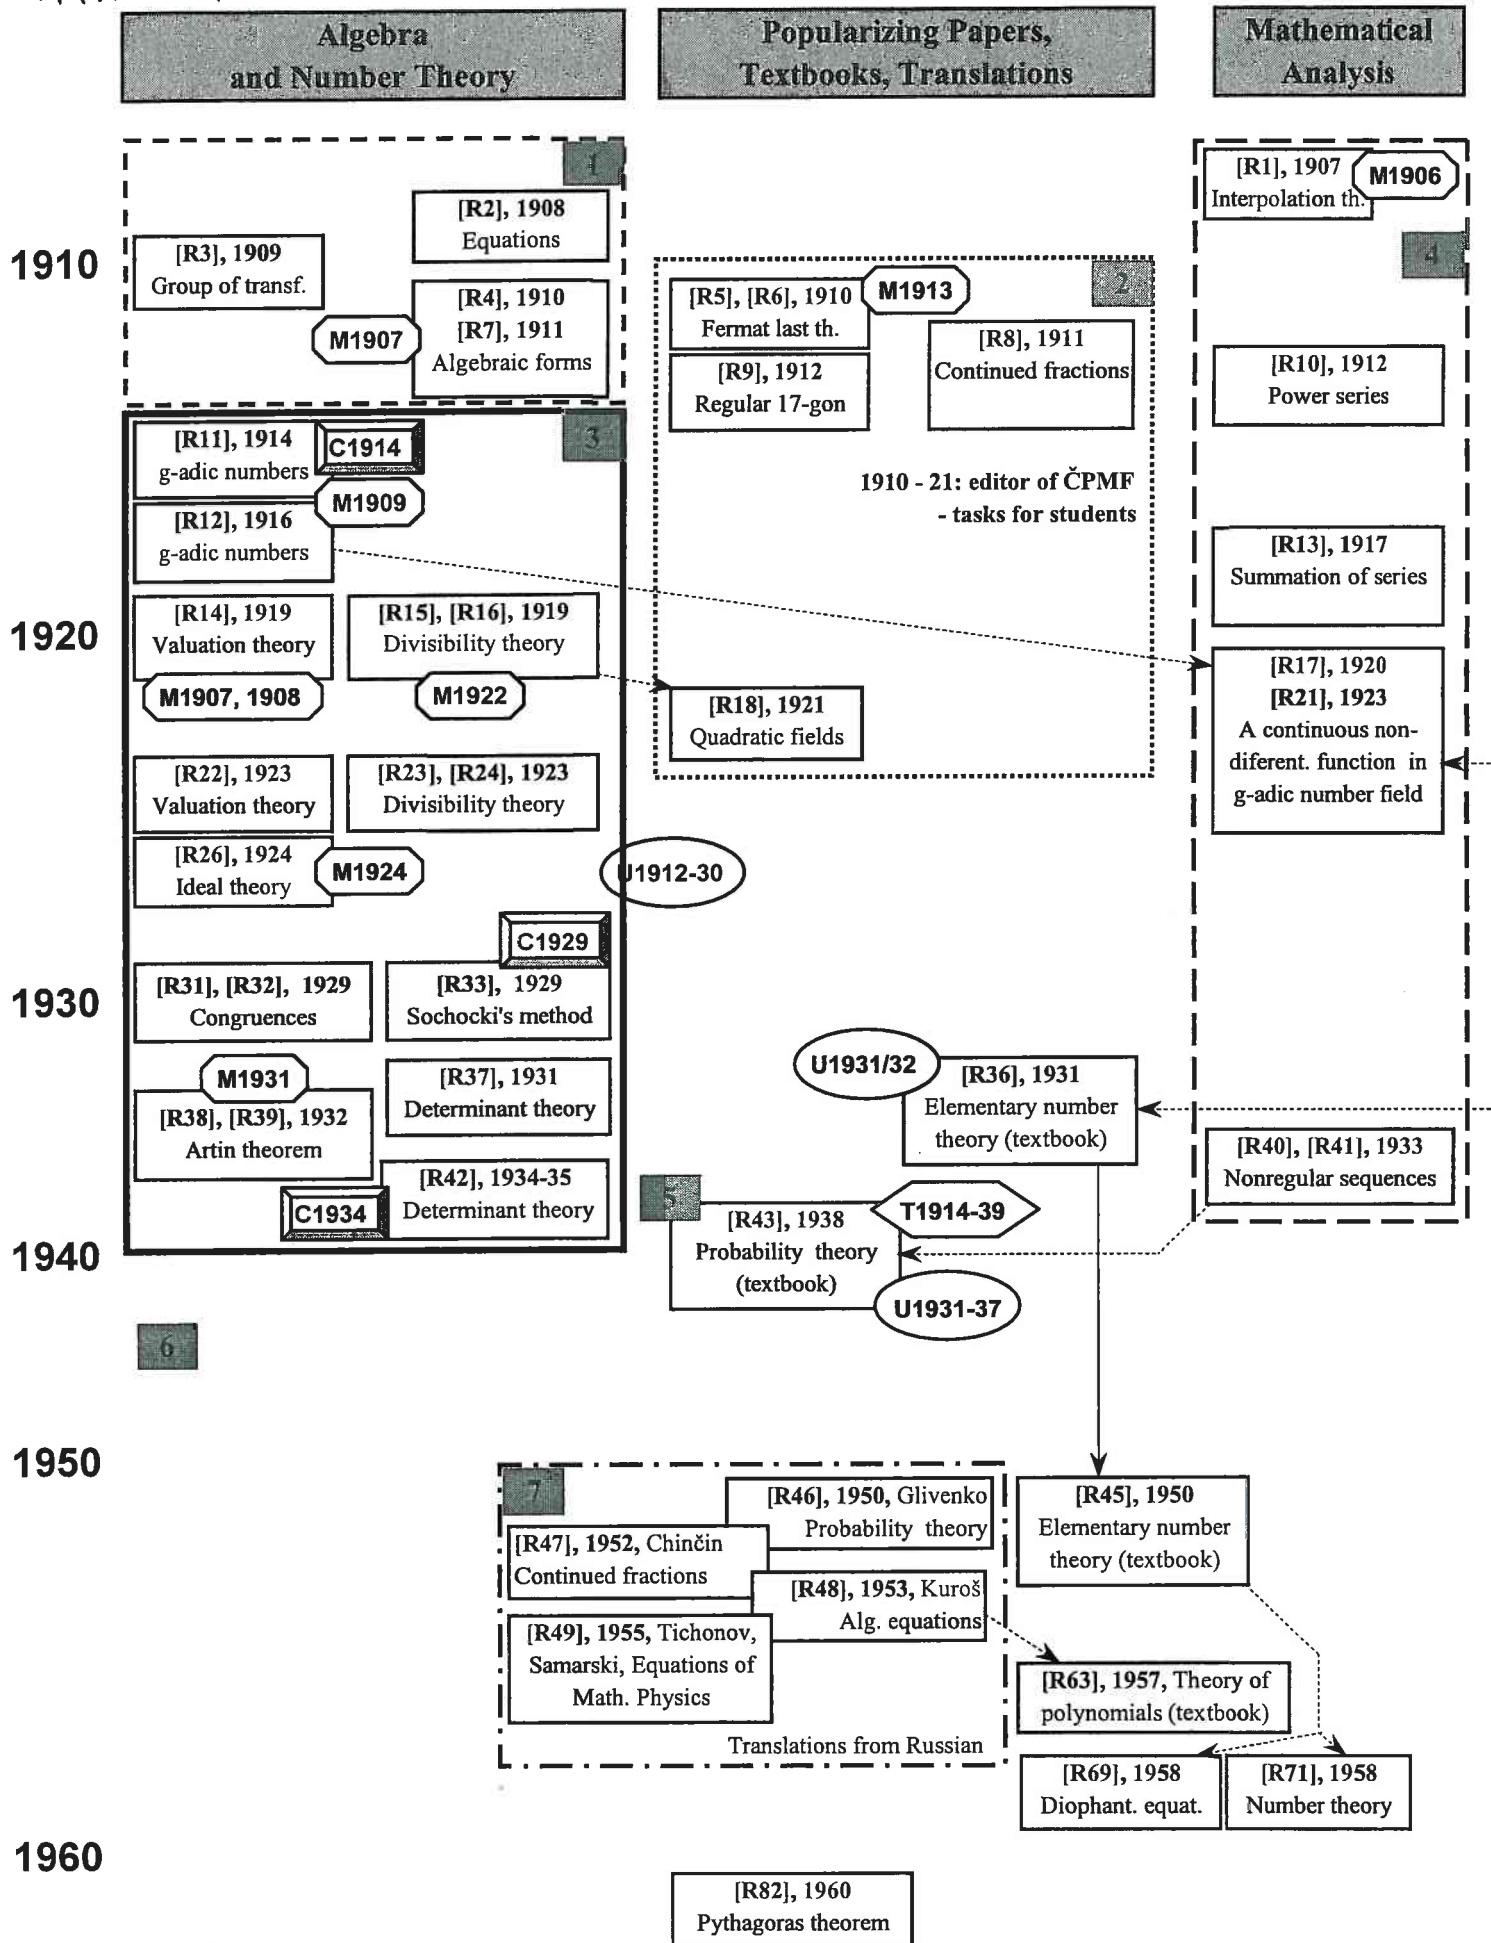 Algebra
and Number Theory
Popularizing Papers,
Textbooks, Translations
Mathematical
Analysis
1
[R2], 1908
Equations
[R3], 1909
Group of transf.
[R4], 1910
[R7], 1911
Algebraic forms
M1907
[R1], 1907
Interpolation th.
M1906
4
1910
2
[R5], [R6], 1910
Fermat last th.
M1913
[R8], 1911
Continued fractions
[R9], 1912
Regular 17-gon
[R10], 1912
Power series
3
[R11], 1914
g-adic numbers
C1914
M1909
[R12], 1916
g-adic numbers
1910 - 21: editor of ČPMF
- tasks for students
[R13], 1917
Summation of series
1920
[R14], 1919
Valuation theory
M1907, 1908
[R15], [R16], 1919
Divisibility theory
M1922
[R18], 1921
Quadratic fields
[R17], 1920
[R21], 1923
A continuous non-
diferent. function in
g-adic number field
[R22], 1923
Valuation theory
[R23], [R24], 1923
Divisibility theory
[R26], 1924
Ideal theory
M1924
U1912-30
C1929
1930
[R31], [R32], 1929
Congruences
[R33], 1929
Sochocki's method
M1931
[R38], [R39], 1932
Artin theorem
[R37], 1931
Determinant theory
U1931/32
[R36], 1931
Elementary number
theory (textbook)
[R40], [R41], 1933
Nonregular sequences
C1934
[R42], 1934-35
Determinant theory
5
[R43], 1938
Probability theory
(textbook)
T1914-39
U1931-37
1940
6
1950
7
[R46], 1950, Glivenko
Probability theory
[R47], 1952, Chinčin
Continued fractions
[R48], 1953, Kuroš
Alg. equations
[R49], 1955, Tichonov,
Samarski, Equations of
Math. Physics
Translations from Russian
[R45], 1950
Elementary number
theory (textbook)
[R63], 1957, Theory of
polynomials (textbook)
[R69], 1958
Diophant. equat.
[R71], 1958
Number theory
1960
[R82], 1960
Pythagoras theorem